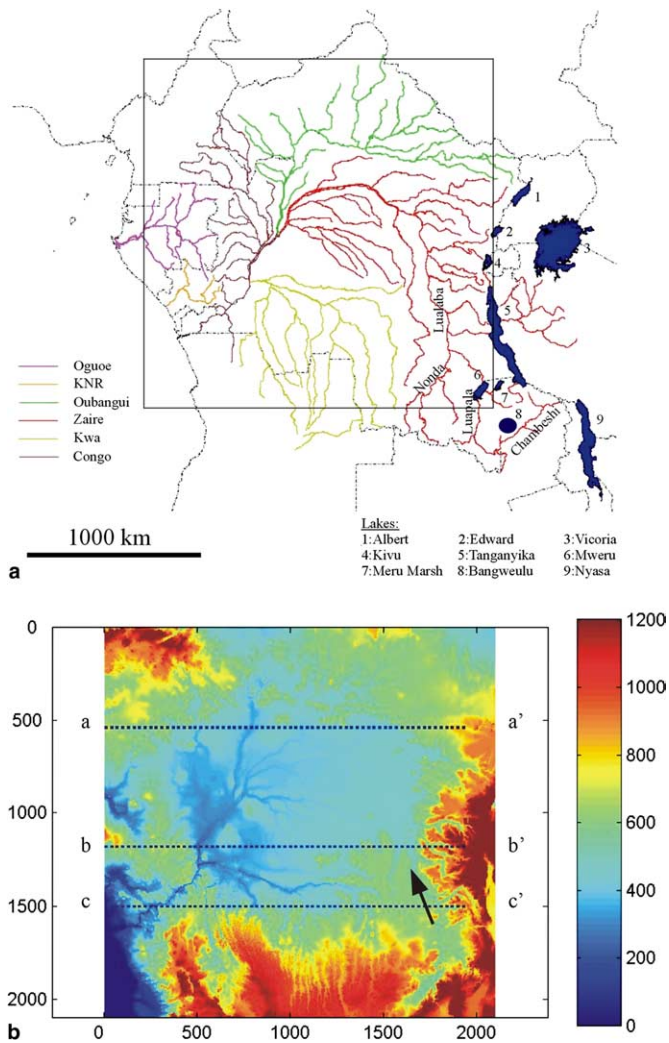 Oguoe
KNR
Oubangui
Zaire
Kwa
Congo
1000 km
Lualaba
Nonda
Luapala
Chambeshi
1
2
3
4
5
6
7
8
9
Lakes:
1:Albert 2:Edward 3:Vicoria
4:Kivu 5:Tanganyika 6:Mweru
7:Meru Marsh 8:Bangweulu 9:Nyasa
a
0
500
1000
1500
2000
a a'
b b'
c c'
0 500 1000 1500 2000
1200
1000
800
600
400
200
0
b